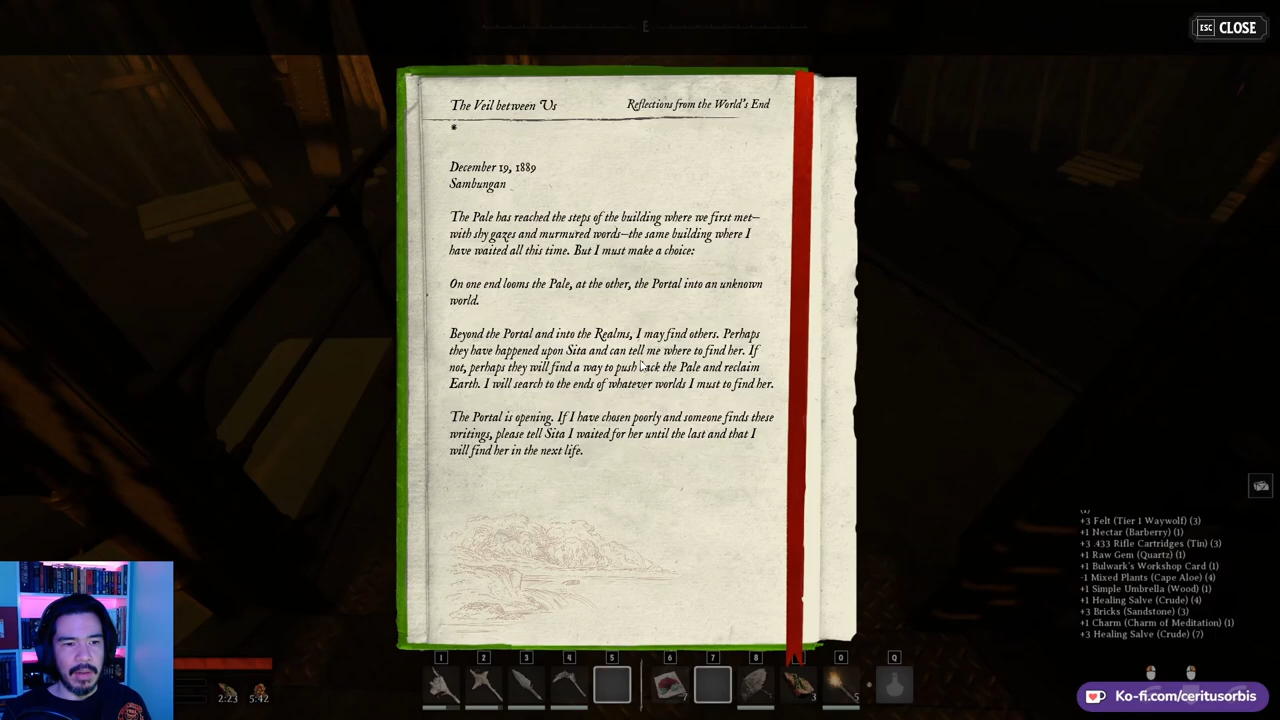 E
ESC CLOSE
The Veil between Us
Reflections from the World's End
*
December 19, 1889
Sambungan
The Pale has reached the steps of the building where we first met—
with shy gazes and murmured words—the same building where I
have waited all this time. But I must make a choice:
On one end looms the Pale, at the other, the Portal into an unknown
world.
Beyond the Portal and into the Realms, I may find others. Perhaps
they have happened upon Sita and can tell me where to find her. If
not, perhaps they will find a way to push back the Pale and reclaim
Earth. I will search to the ends of whatever worlds I must to find her.
The Portal is opening. If I have chosen poorly and someone finds these
writings, please tell Sita I waited for her until the last and that I
will find her in the next life.
(1)
+3 Felt (Tier 1 Waywolf) (3)
+1 Nectar (Barberry) (1)
+3 .433 Rifle Cartridges (Tin) (3)
+1 Raw Gem (Quartz) (1)
+1 Bulwark's Workshop Card (1)
-1 Mixed Plants (Cape Aloe) (4)
+1 Simple Umbrella (Wood) (1)
+1 Healing Salve (Crude) (4)
+3 Bricks (Sandstone) (3)
+1 Charm (Charm of Meditation) (1)
+3 Healing Salve (Crude) (7)
1 2 3 4 5 6 7 8 0 Q
7 3 5
2:23 5:42
Ko-fi.com/ceritusorbis